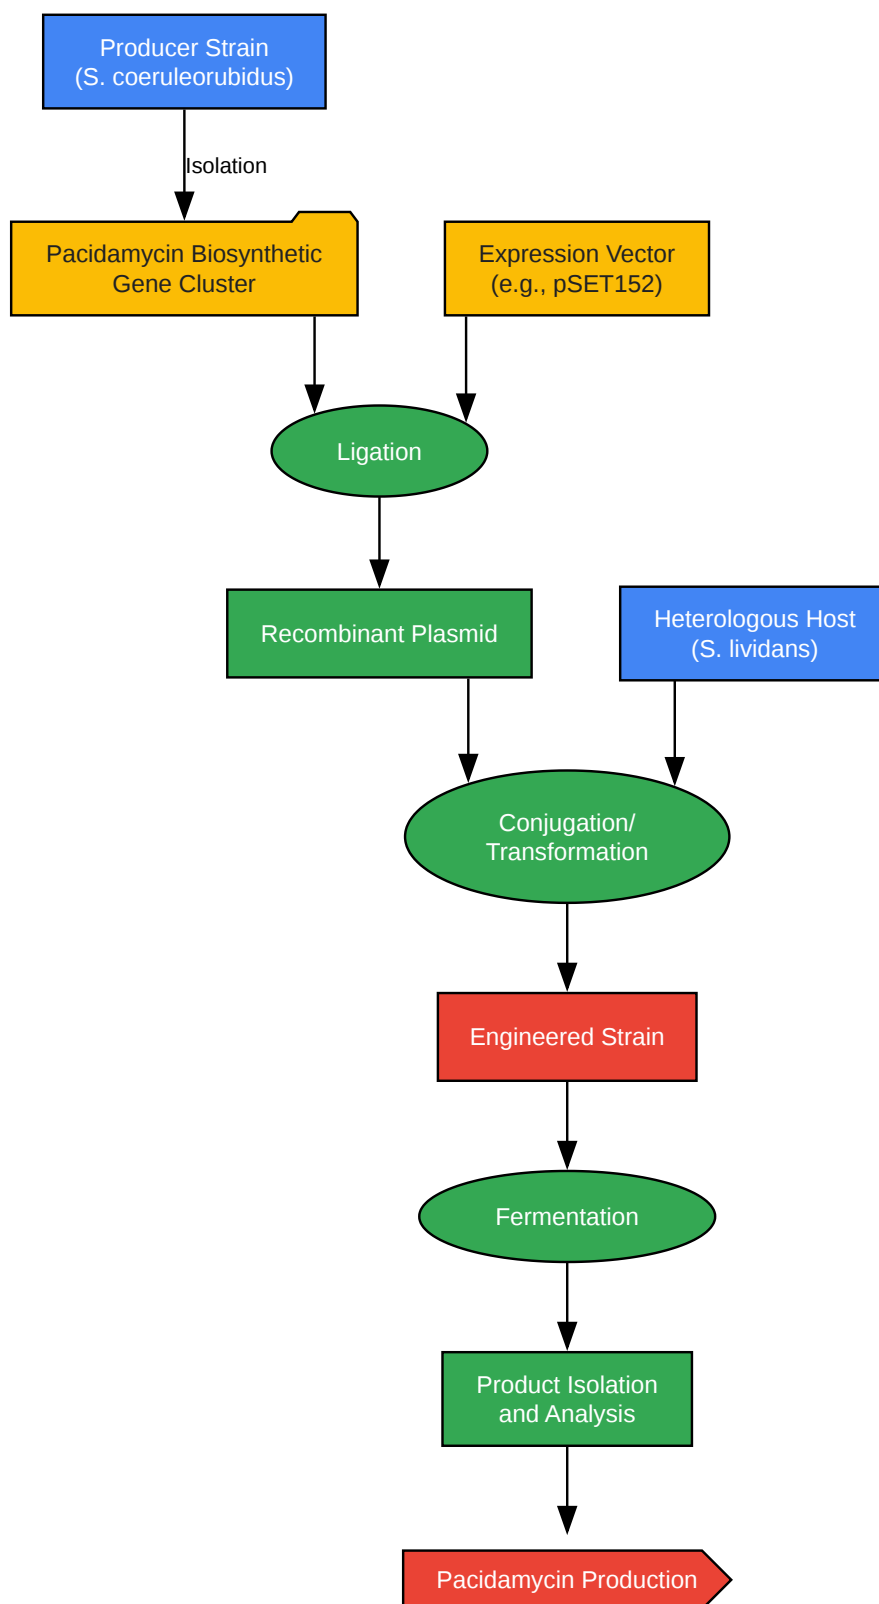 Producer Strain
(S. coeruleorubidus)
Isolation
Pacidamycin Biosynthetic
Gene Cluster
Expression Vector
(e.g., pSET152)
Ligation
Recombinant Plasmid
Heterologous Host
(S. lividans)
Conjugation/
Transformation
Engineered Strain
Fermentation
Product Isolation
and Analysis
Pacidamycin Production